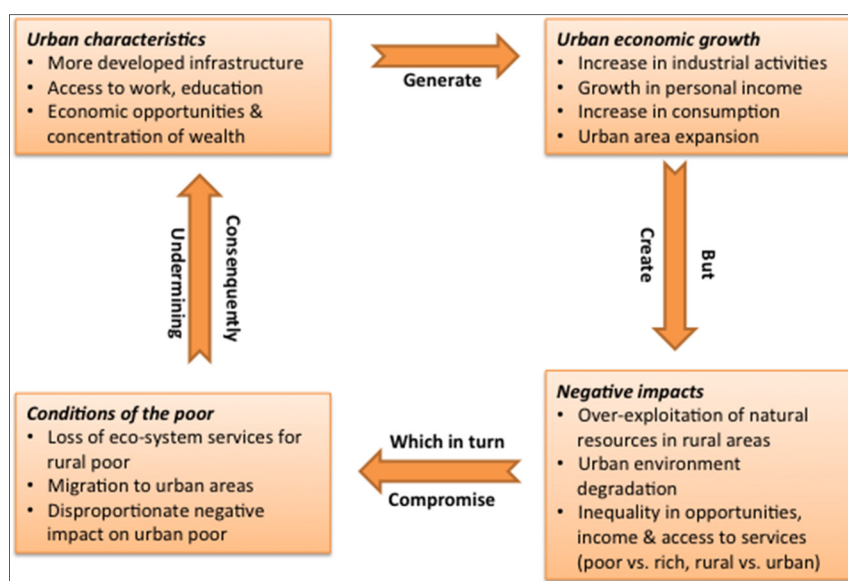 Urban characteristics
• More developed infrastructure
• Access to work, education
• Economic opportunities &
concentration of wealth
Generate
Urban economic growth
• Increase in industrial activities
• Growth in personal income
• Increase in consumption
• Urban area expansion
But
Create
Negative impacts
• Over-exploitation of natural
resources in rural areas
• Urban environment
degradation
• Inequality in opportunities,
income & access to services
(poor vs. rich, rural vs. urban)
Which in turn
Compromise
Conditions of the poor
• Loss of eco-system services for
rural poor
• Migration to urban areas
• Disproportionate negative
impact on urban poor
Consenquently
Undermining